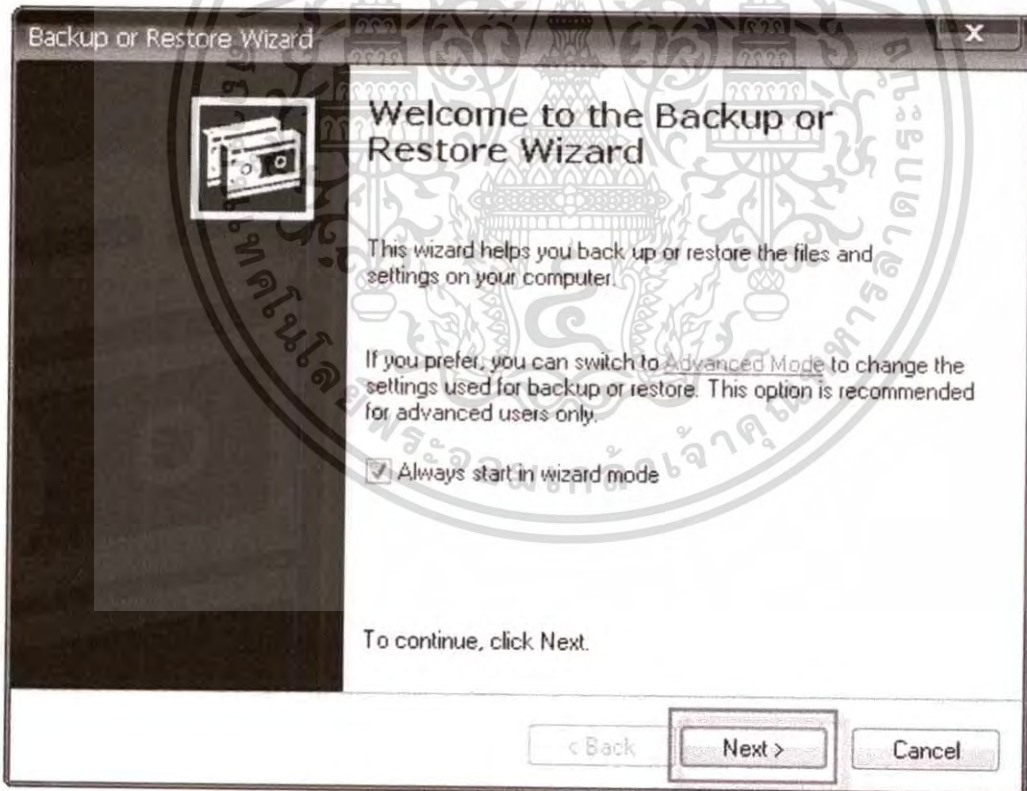 Backup or Restore Wizard
X
Welcome to the Backup or
Restore Wizard
This wizard helps you back up or restore the files and
settings on your computer.
If you prefer, you can switch to Advanced Mode to change the
settings used for backup or restore. This option is recommended
for advanced users only.
Always start in wizard mode
To continue, click Next.
< Back
Next >
Cancel